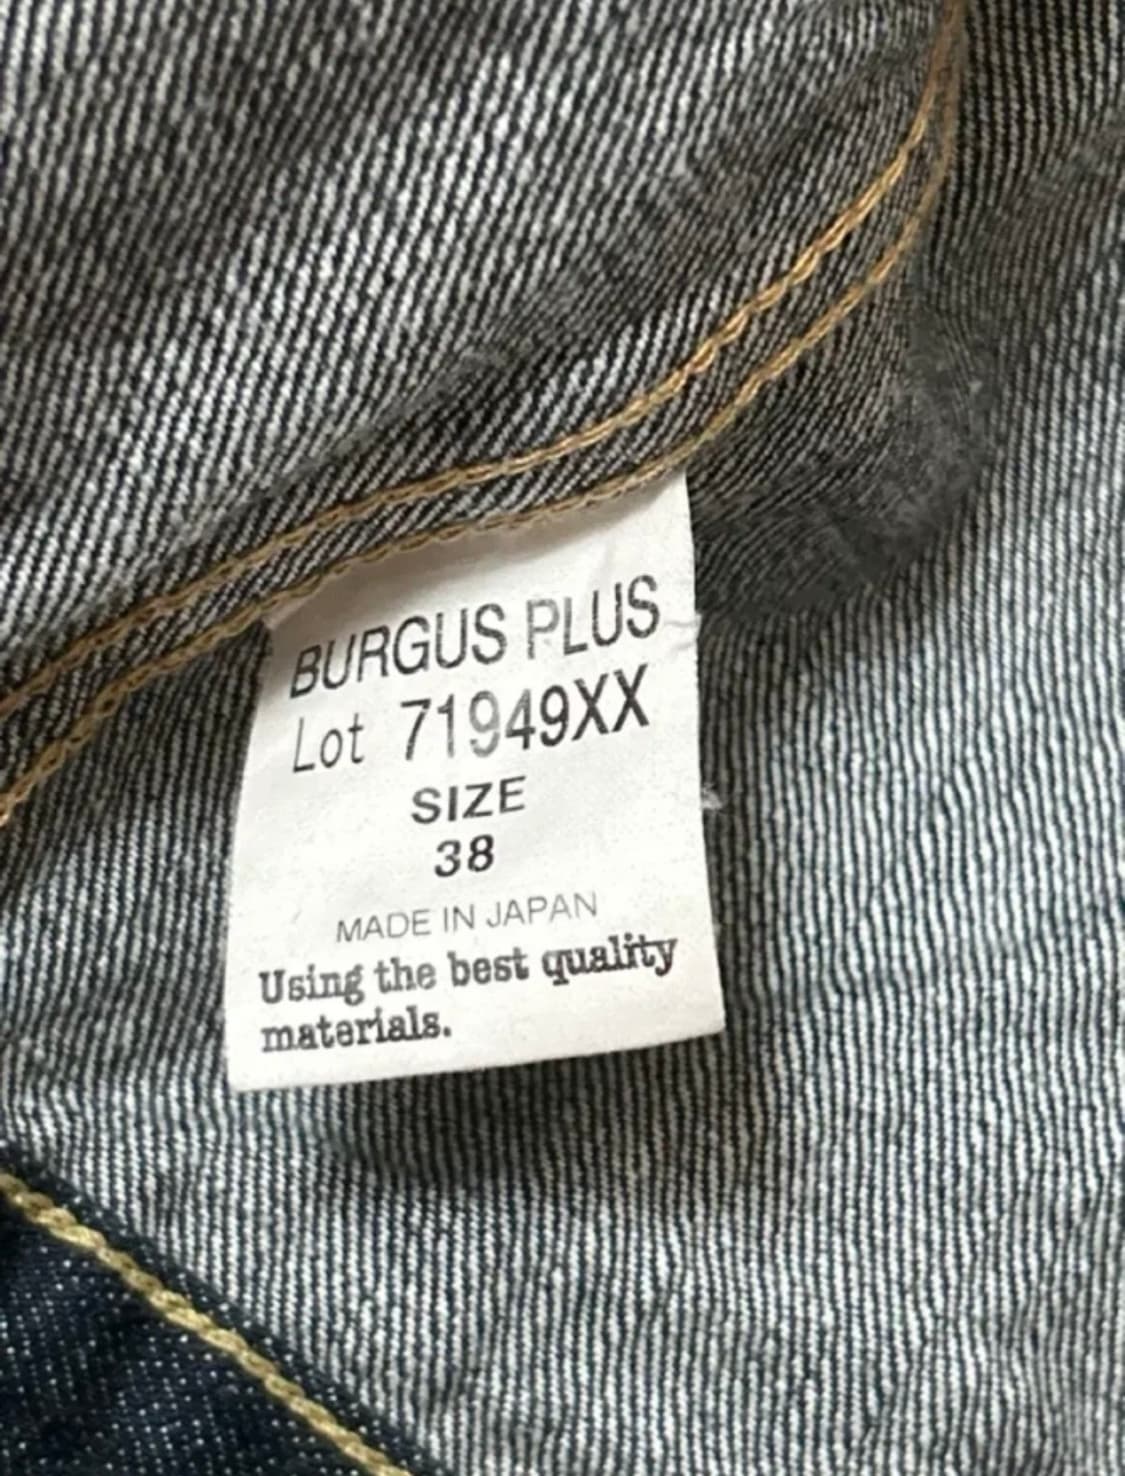 BURGUS PLUS
Lot 71949XX
SIZE
38
MADE IN JAPAN
Using the best quality
materials.